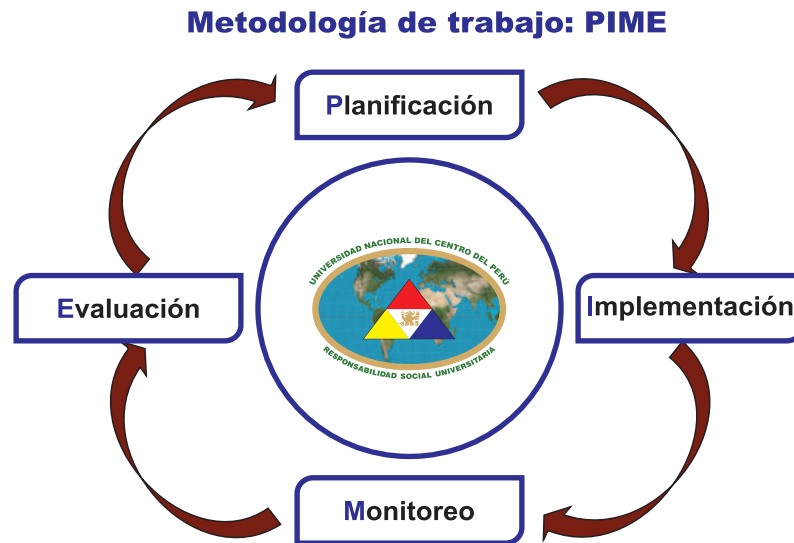 Metodología de trabajo: PIME
Planificación
UNIVERSIDAD NACIONAL DEL CENTRO DEL PERÚ
Evaluación
Implementación
RESPONSABILIDAD SOCIAL UNIVERSITARIA
Monitoreo